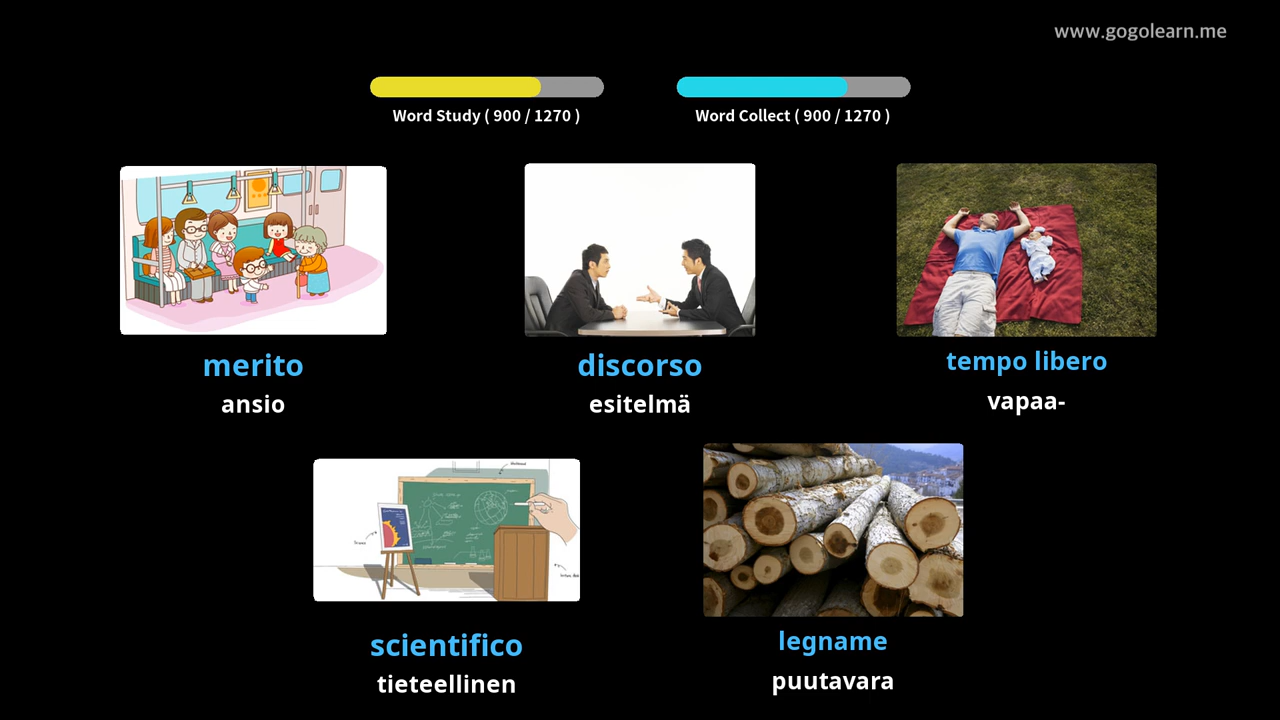 www.gogolearn.me
Word Study ( 900 / 1270 )
Word Collect ( 900 / 1270 )
merito
ansio
discorso
esitelmä
tempo libero
vapaa-
scientifico
tieteellinen
legname
puutavara